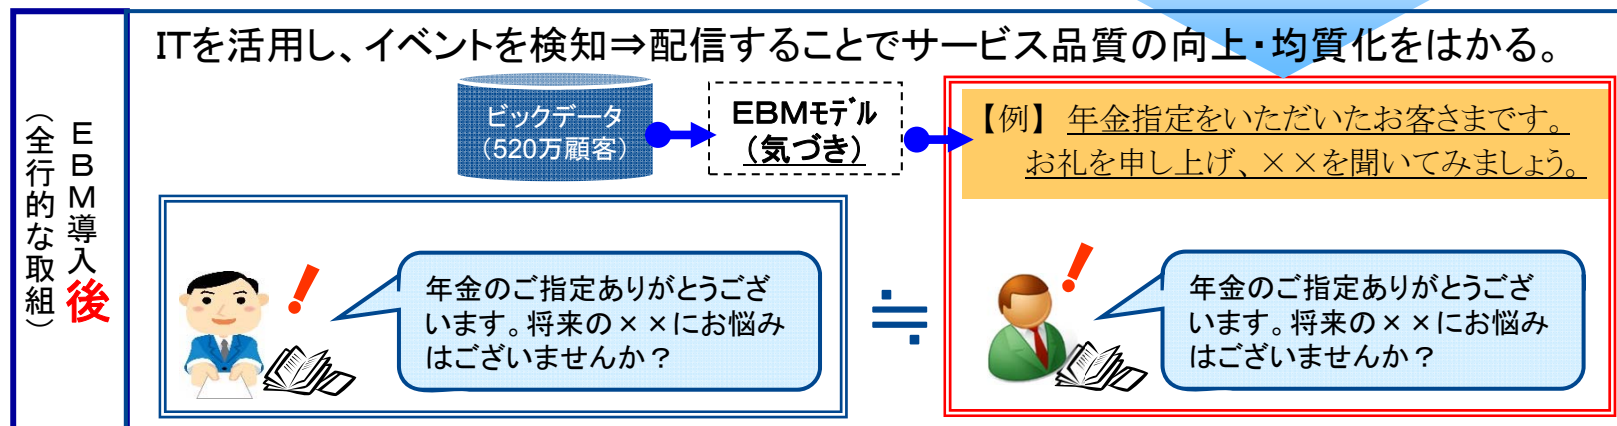 ITを活用し、イベントを検知⇒配信することでサービス品質の向上・均質化をはかる。
EBM導入後
（全行的な取組）
ビックデータ
（520万顧客）
EBMﾓﾃﾞﾙ
（気づき）
【例】 年金指定をいただいたお客さまです。
お礼を申し上げ、××を聞いてみましょう。
年金のご指定ありがとうござ
います。将来の××にお悩み
はございませんか？
≒
年金のご指定ありがとうござ
います。将来の××にお悩み
はございませんか？